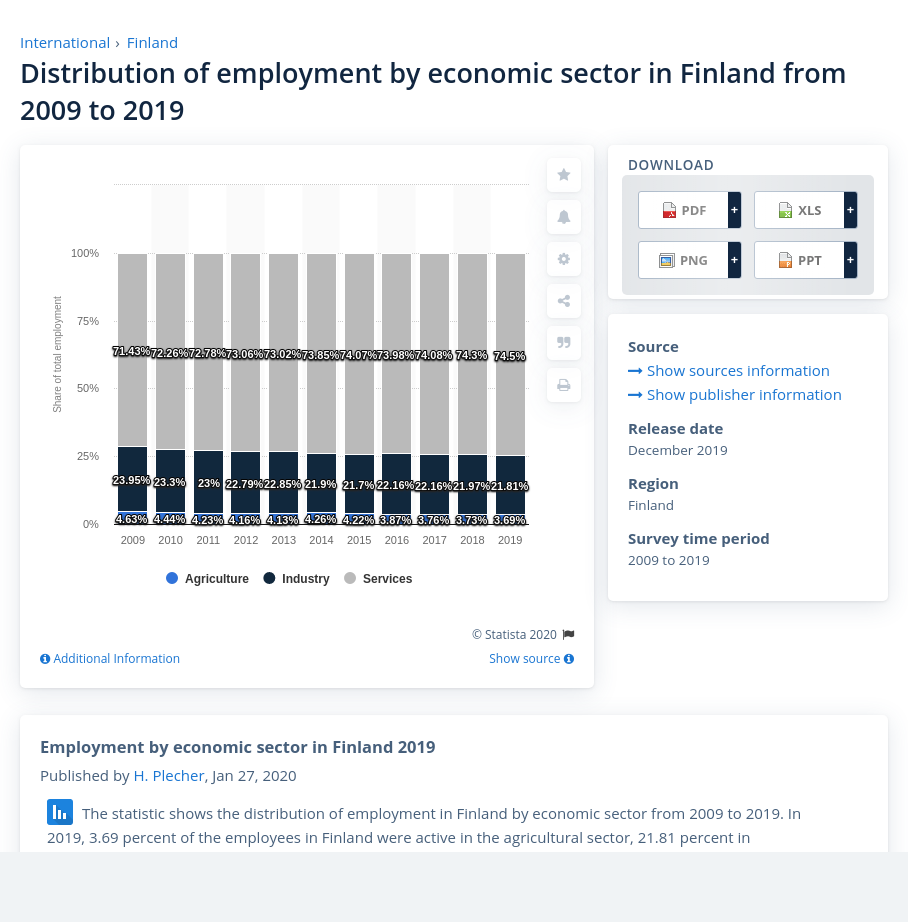 International › Finland
Distribution of employment by economic sector in Finland from
2009 to 2019
DOWNLOAD
PDF +
XLS +
PNG +
PPT +
Share of total employment
100%
75%
50%
25%
0%
71.43% 72.26% 72.78% 73.06% 73.02% 73.85% 74.07% 73.98% 74.08% 74.3% 74.5%
23.95% 23.3% 23% 22.79% 22.85% 21.9% 21.7% 22.16% 22.16% 21.97% 21.81%
4.63% 4.44% 4.23% 4.16% 4.13% 4.26% 4.22% 3.87% 3.76% 3.73% 3.69%
2009 2010 2011 2012 2013 2014 2015 2016 2017 2018 2019
Agriculture Industry Services
© Statista 2020
Additional Information
Show source
Source
Show sources information
Show publisher information
Release date
December 2019
Region
Finland
Survey time period
2009 to 2019
Employment by economic sector in Finland 2019
Published by H. Plecher, Jan 27, 2020
The statistic shows the distribution of employment in Finland by economic sector from 2009 to 2019. In
2019, 3.69 percent of the employees in Finland were active in the agricultural sector, 21.81 percent in